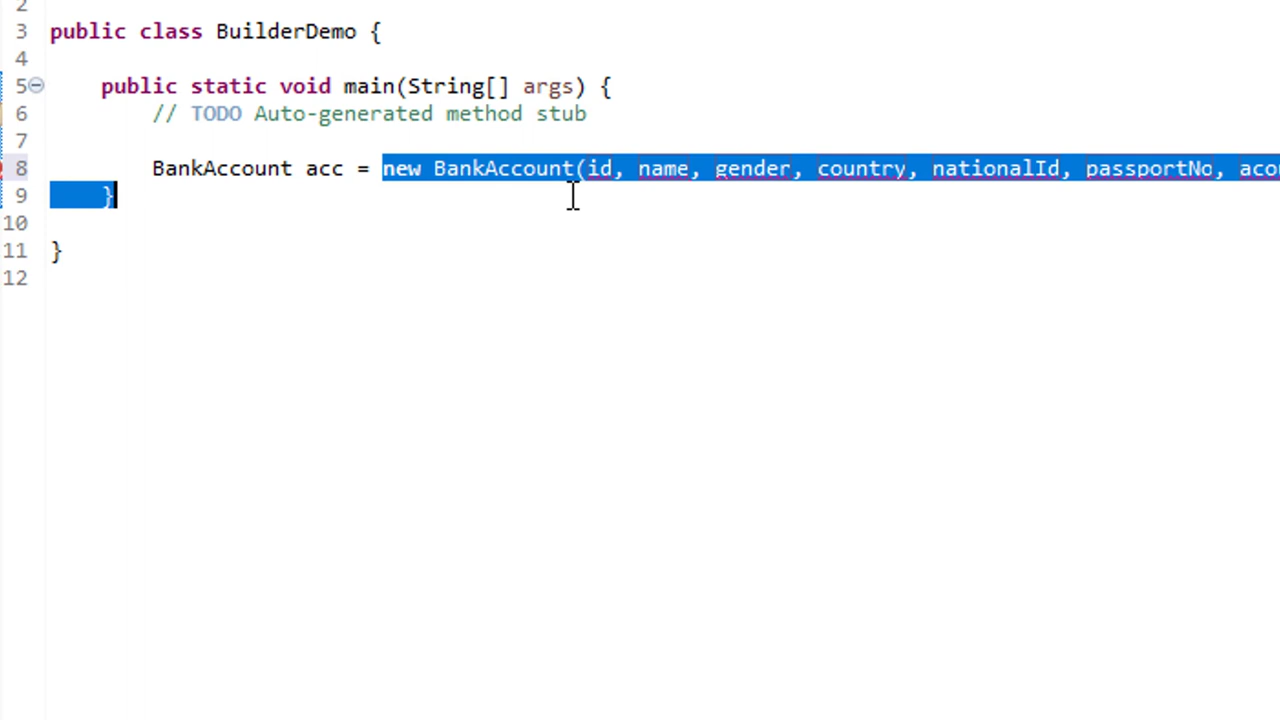 2
3 public class BuilderDemo {
4
5 public static void main(String[] args) {
6 // TODO Auto-generated method stub
7
8 BankAccount acc = new BankAccount(id, name, gender, country, nationalId, passportNo, aco
9 }
10
11 }
12